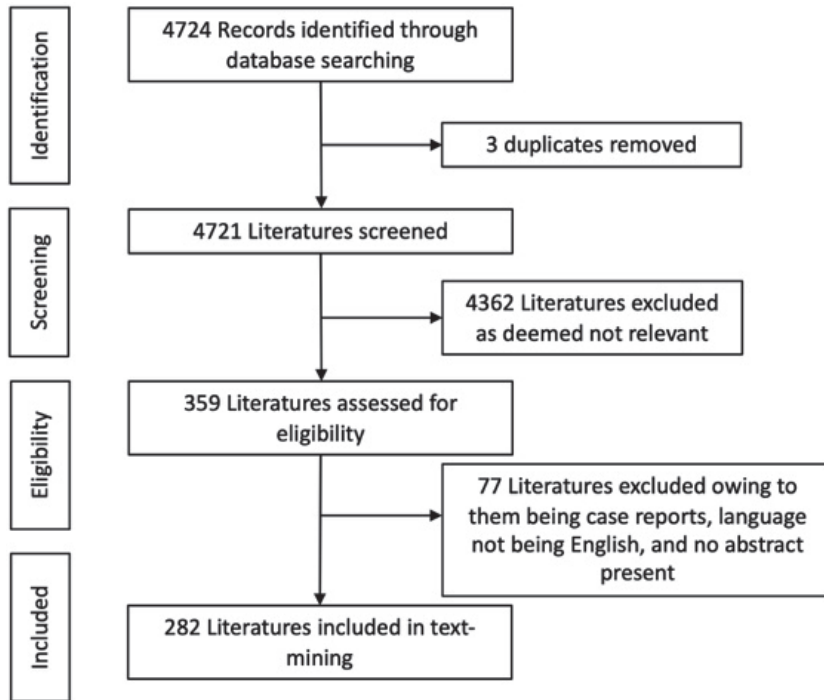 Identification
4724 Records identified through
database searching
3 duplicates removed
Screening
4721 Literatures screened
4362 Literatures excluded
as deemed not relevant
Eligibility
359 Literatures assessed for
eligibility
77 Literatures excluded owing to
them being case reports, language
not being English, and no abstract
present
Included
282 Literatures included in text-
mining